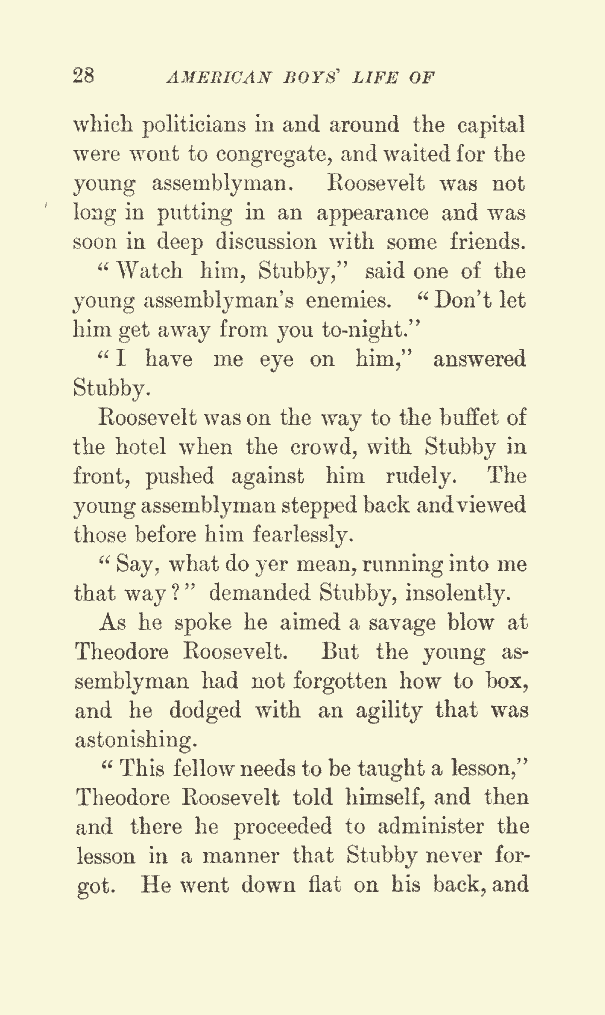 28 AMERICAN BOYS' LIFE OF
which politicians in and around the capital
were wont to congregate, and waited for the
young assemblyman. Roosevelt was not
long in putting in an appearance and was
soon in deep discussion with some friends.
“Watch him, Stubby,” said one of the
young assemblyman's enemies. “Don't let
him get away from you to-night.”
“I have me eye on him,” answered
Stubby.
Roosevelt was on the way to the buffet of
the hotel when the crowd, with Stubby in
front, pushed against him rudely. The
young assemblyman stepped back and viewed
those before him fearlessly.
“Say, what do yer mean, running into me
that way?” demanded Stubby, insolently.
As he spoke he aimed a savage blow at
Theodore Roosevelt. But the young as-
semblyman had not forgotten how to box,
and he dodged with an agility that was
astonishing.
“This fellow needs to be taught a lesson,”
Theodore Roosevelt told himself, and then
and there he proceeded to administer the
lesson in a manner that Stubby never for-
got. He went down flat on his back, and